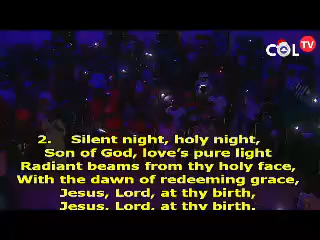 COL TV
2. Silent night, holy night,
Son of God, love's pure light
Radiant beams from thy holy face,
With the dawn of redeeming grace,
Jesus, Lord, at thy birth,
Jesus, Lord, at thy birth.